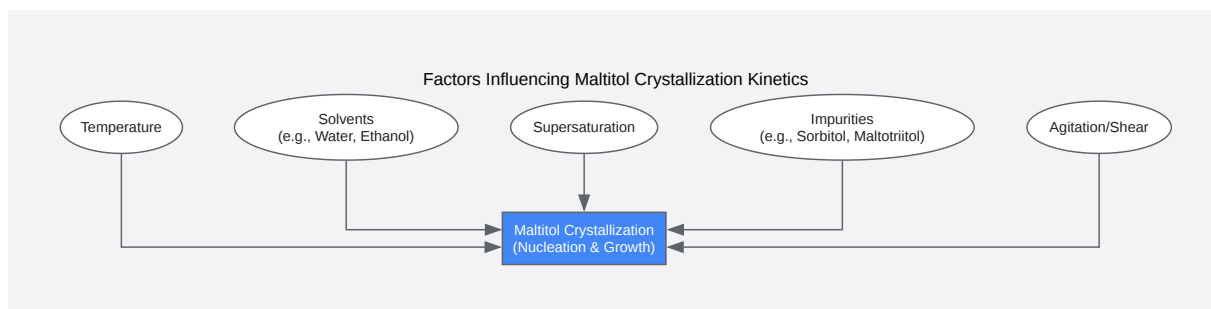 Factors Influencing Maltitol Crystallization Kinetics
Temperature
Solvents
(e.g., Water, Ethanol)
Supersaturation
Impurities
(e.g., Sorbitol, Maltotriitol)
Agitation/Shear
Maltitol Crystallization
(Nucleation & Growth)